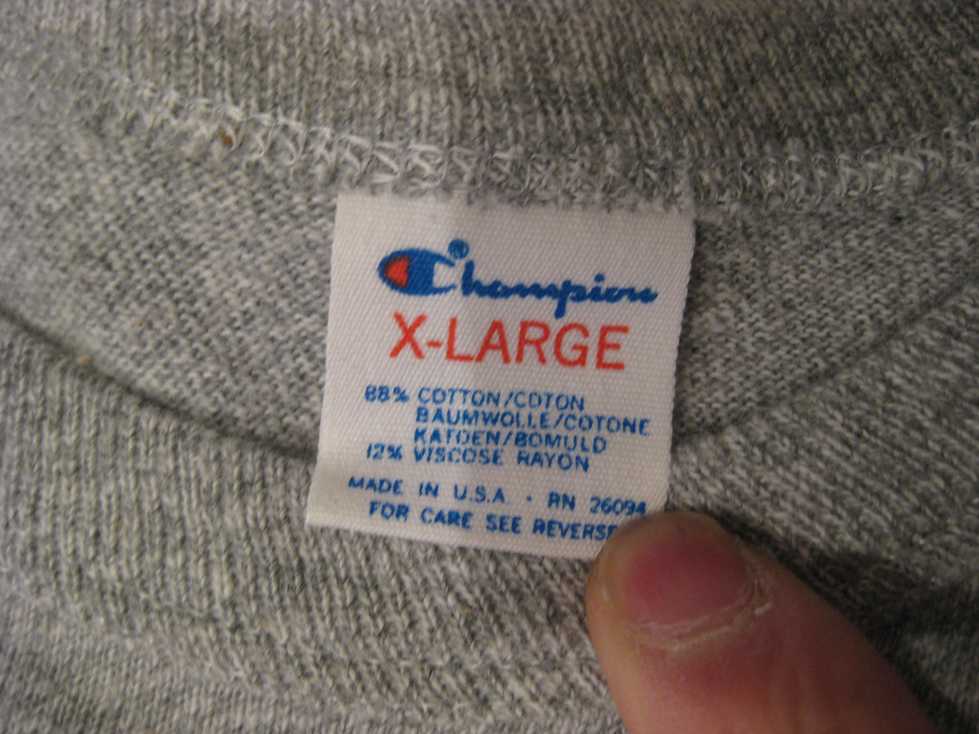 Champion®
X-LARGE
88% COTTON/COTON
BAUMWOLLE/COTONE
KATOEN/BOMULD
12% VISCOSE RAYON
MADE IN U.S.A. · RN 26094
FOR CARE SEE REVERSE